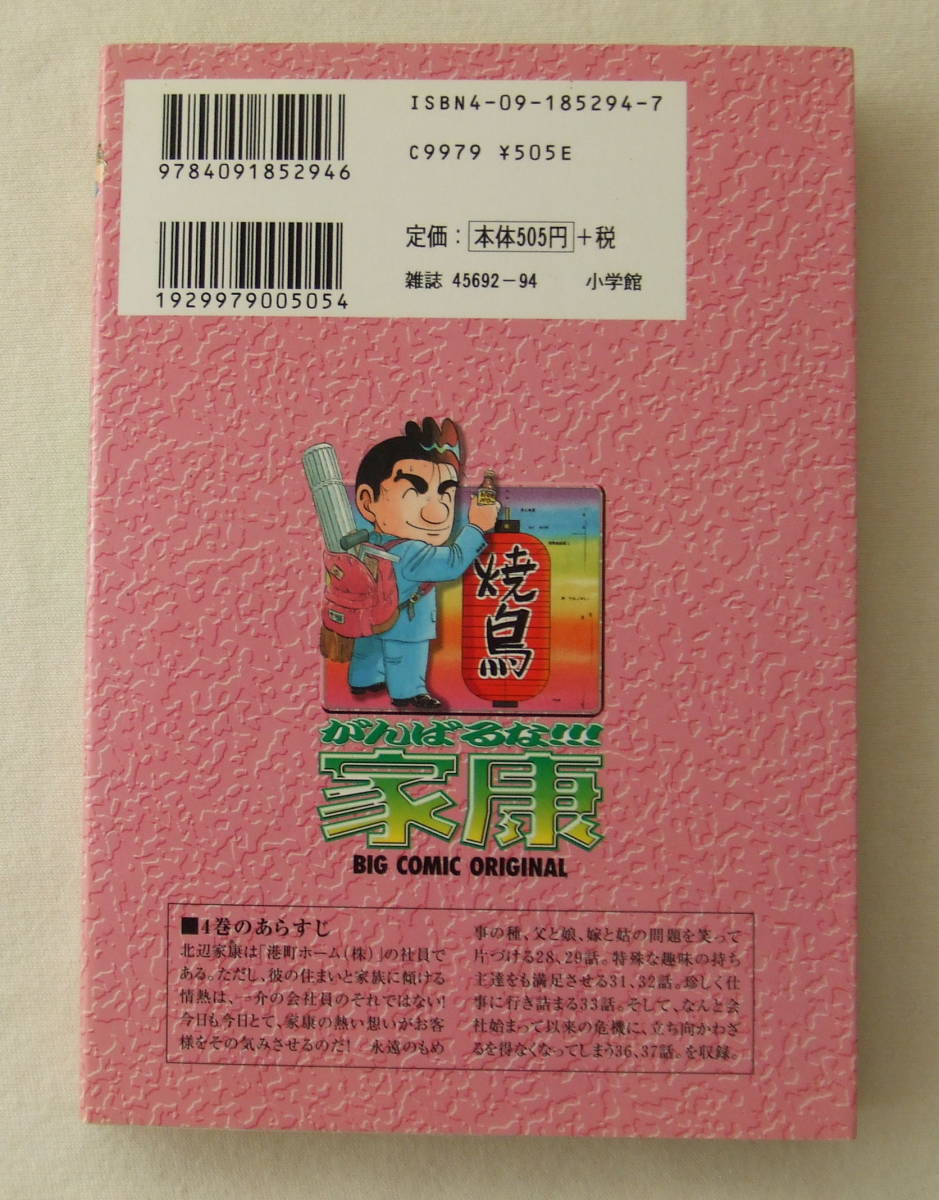 9784091852946
ISBN4-09-185294-7
C9979 ¥505E
1929979005054
定価：本体505円＋税
雑誌 45692－94　小学館
焼鳥
がんばるな!!!
家康
BIG COMIC ORIGINAL
■4巻のあらすじ
北辺家康は「港町ホーム（株）」の社員で
ある。ただし、彼の住まいと家族に傾ける
情熱は、一介の会社員のそれではない!
今日も今日とて、家康の熱い想いがお客
様をその気みさせるのだ!　永遠のもめ
事の種、父と娘、嫁と姑の問題を笑って
片づける28、29話。特殊な趣味の持ち
主達をも満足させる31、32話。珍しく仕
事に行き詰まる33話。そして、なんと会
社始まって以来の危機に、立ち向かわざ
るを得なくなってしまう36、37話。を収録。